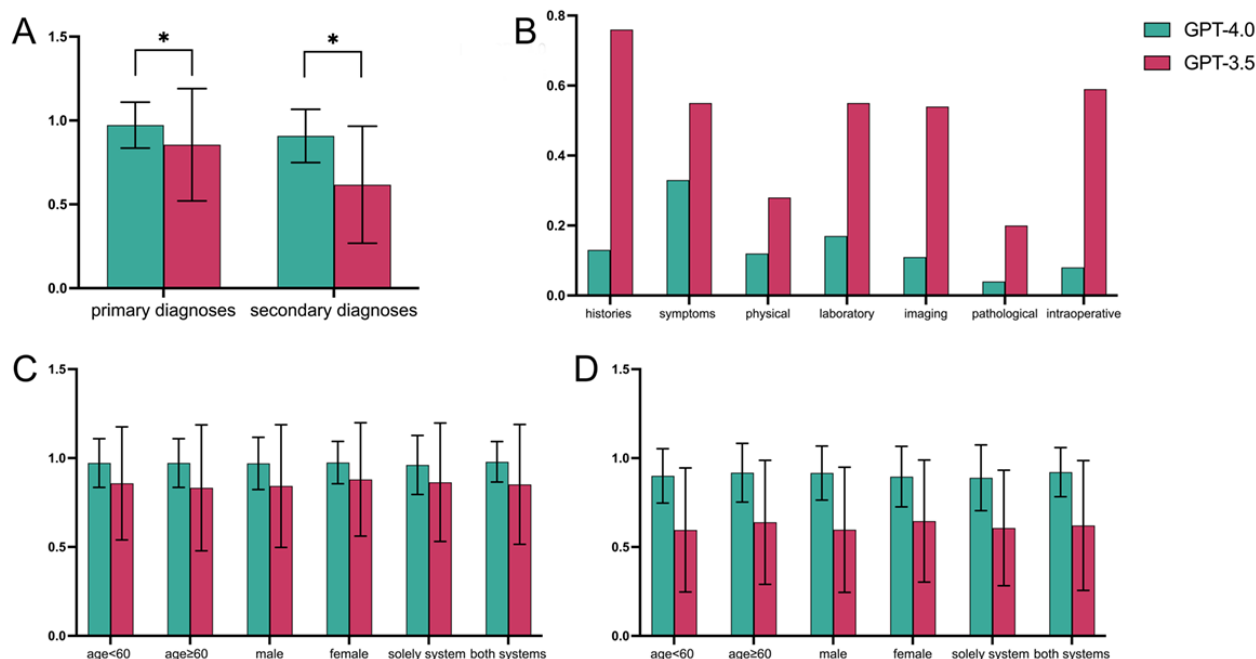 A
1.5
1.0
0.5
0.0
*
*
primary diagnoses secondary diagnoses
B
0.8
0.6
0.4
0.2
0.0
histories symptoms physical laboratory imaging pathological intraoperative
GPT-4.0
GPT-3.5
C
1.5
1.0
0.5
0.0
age<60 age≥60 male female solely system both systems
D
1.5
1.0
0.5
0.0
age<60 age≥60 male female solely system both systems